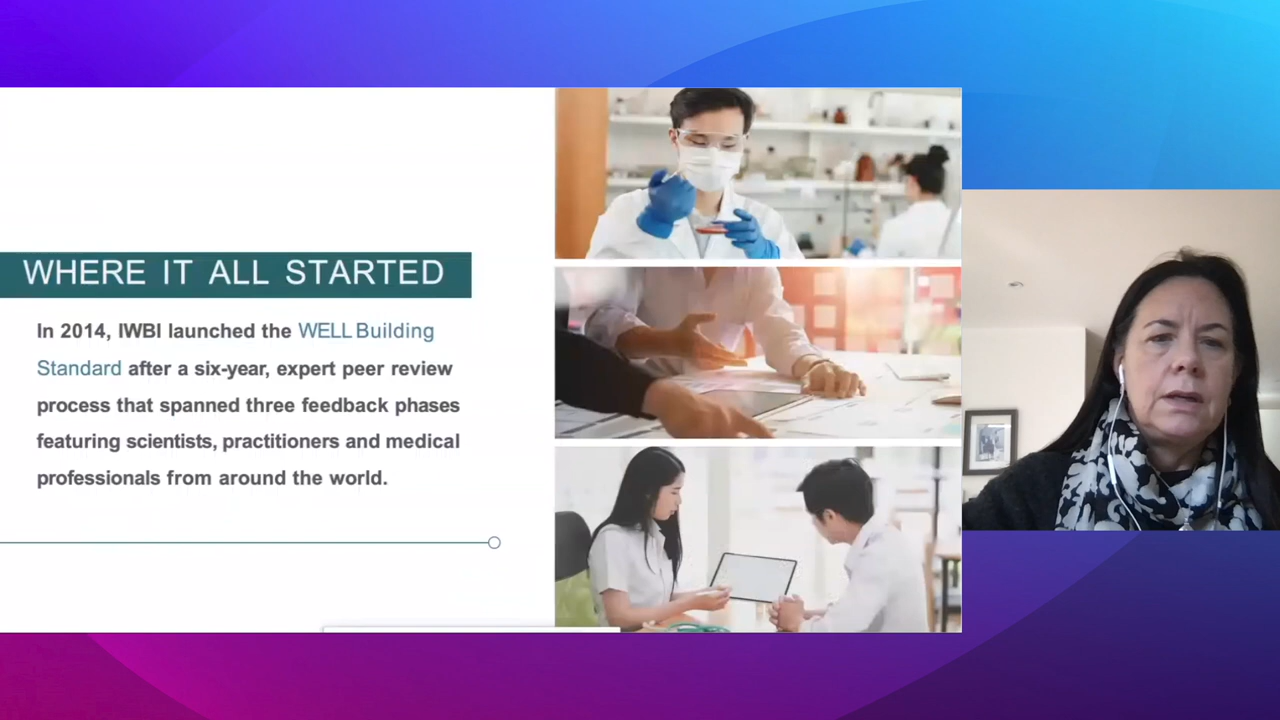 WHERE IT ALL STARTED
In 2014, IWBI launched the WELL Building
Standard after a six-year, expert peer review
process that spanned three feedback phases
featuring scientists, practitioners and medical
professionals from around the world.